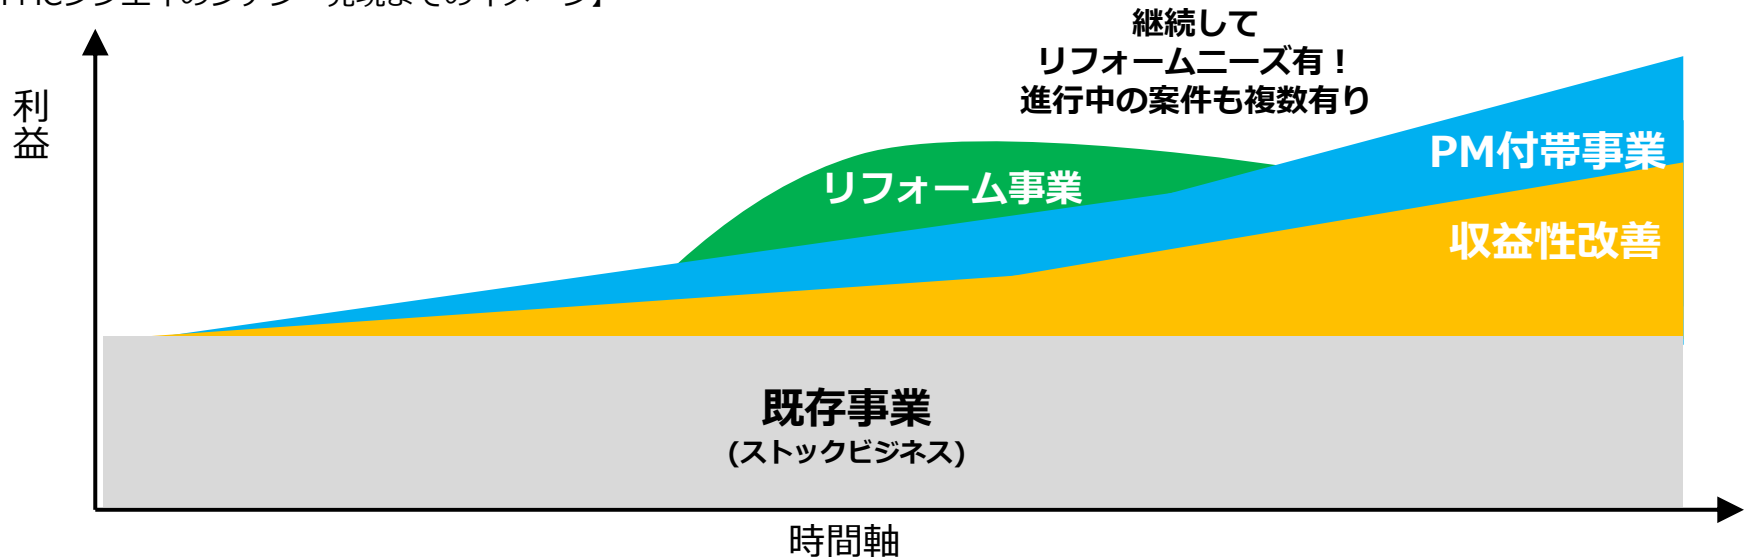 継続して
リフォームニーズ有！
進行中の案件も複数有り
利益
PM付帯事業
リフォーム事業
収益性改善
既存事業
(ストックビジネス)
時間軸